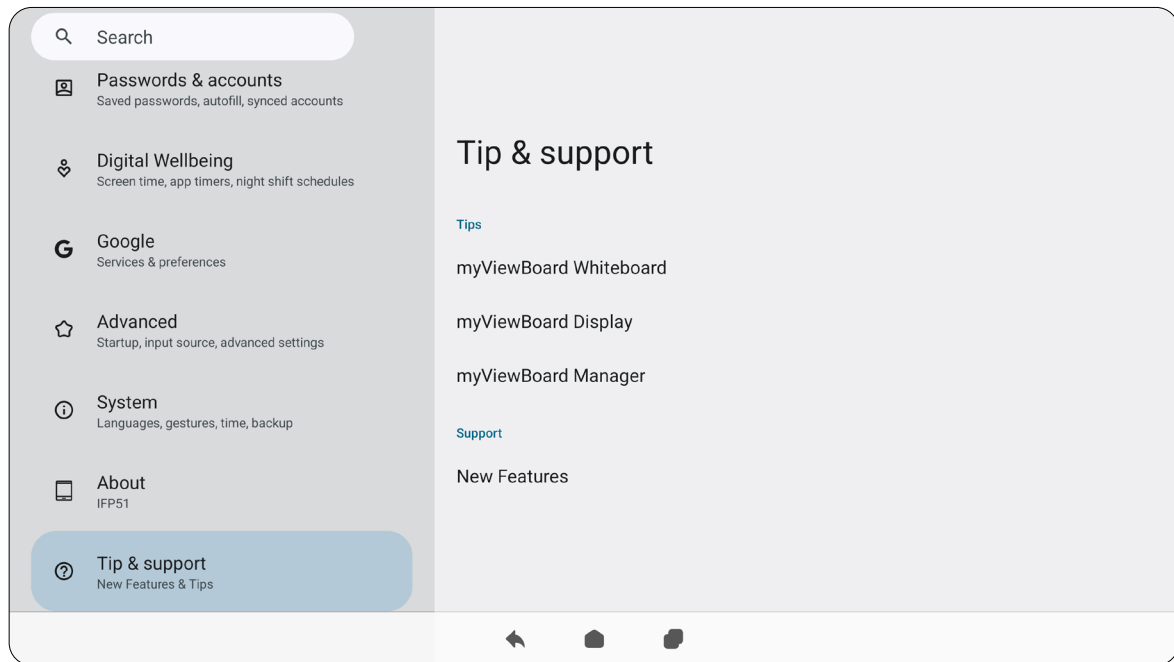 Search
Passwords & accounts
Saved passwords, autofill, synced accounts
Digital Wellbeing
Screen time, app timers, night shift schedules
Google
Services & preferences
Advanced
Startup, input source, advanced settings
System
Languages, gestures, time, backup
About
IFP51
Tip & support
New Features & Tips
Tip & support
Tips
myViewBoard Whiteboard
myViewBoard Display
myViewBoard Manager
Support
New Features